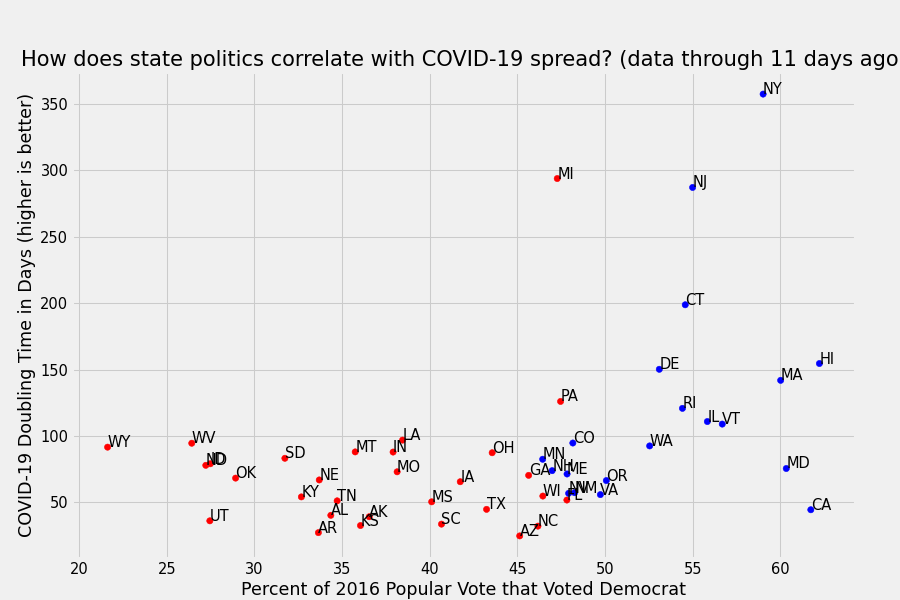 How does state politics correlate with COVID-19 spread? (data through 11 days ago
COVID-19 Doubling Time in Days (higher is better)
350
300
250
200
150
100
50
NY
MI
NJ
CT
HI
DE
MA
PA
RI
IL
VT
LA
CO
WA
WY
WV
MT
IN
OH
SD
MN
ND
ID
MO
GA
NH
ME
MD
OK
NE
IA
OR
KY
TN
MS
WI
NV
NM
VA
FL
TX
CA
UT
AL
AK
AR
KS
SC
NC
AZ
20
25
30
35
40
45
50
55
60
Percent of 2016 Popular Vote that Voted Democrat